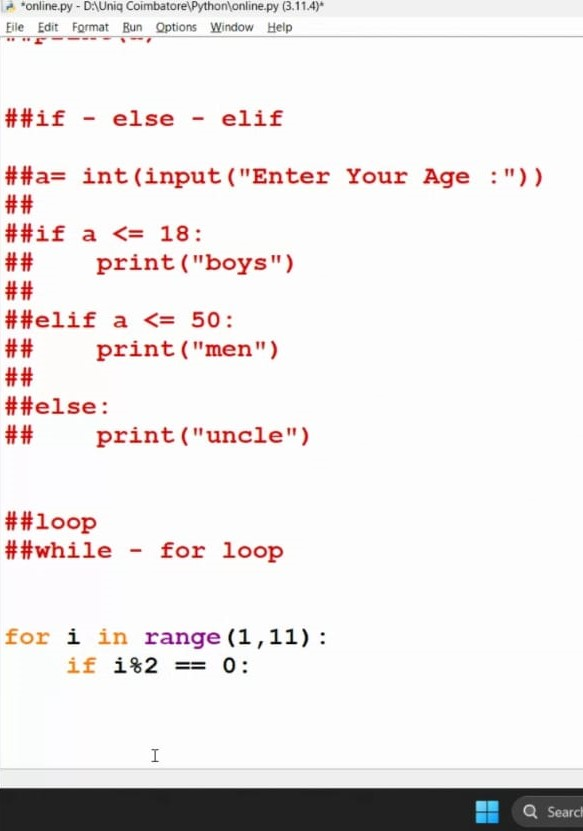 *online.py - D:\Uniq Coimbatore\Python\online.py (3.11.4)*
File Edit Format Run Options Window Help
##print(a)
##if - else - elif
##a= int(input("Enter Your Age :"))
##
##if a <= 18:
##    print("boys")
##
##elif a <= 50:
##    print("men")
##
##else:
##    print("uncle")
##loop
##while - for loop
for i in range(1,11):
    if i%2 == 0:
Searc